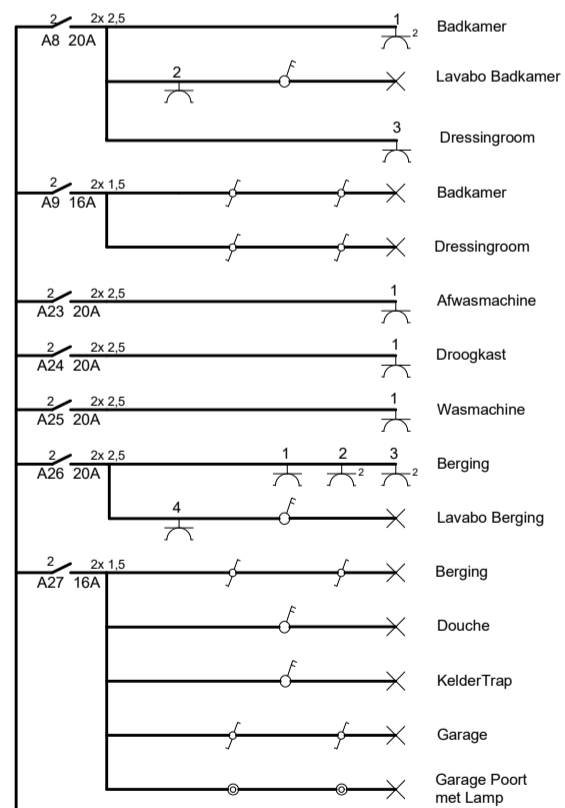 2 2x 2,5 1 Badkamer
A8 20A 2
2 Lavabo Badkamer
3 Dressingroom
2 2x 1,5 Badkamer
A9 16A
Dressingroom
2 2x 2,5 1 Afwasmachine
A23 20A
2 2x 2,5 1 Droogkast
A24 20A
2 2x 2,5 1 Wasmachine
A25 20A
2 2x 2,5 1 2 3 Berging
A26 20A 2 2
4 Lavabo Berging
2 2x 1,5 Berging
A27 16A
Douche
KelderTrap
Garage
Garage Poort
met Lamp